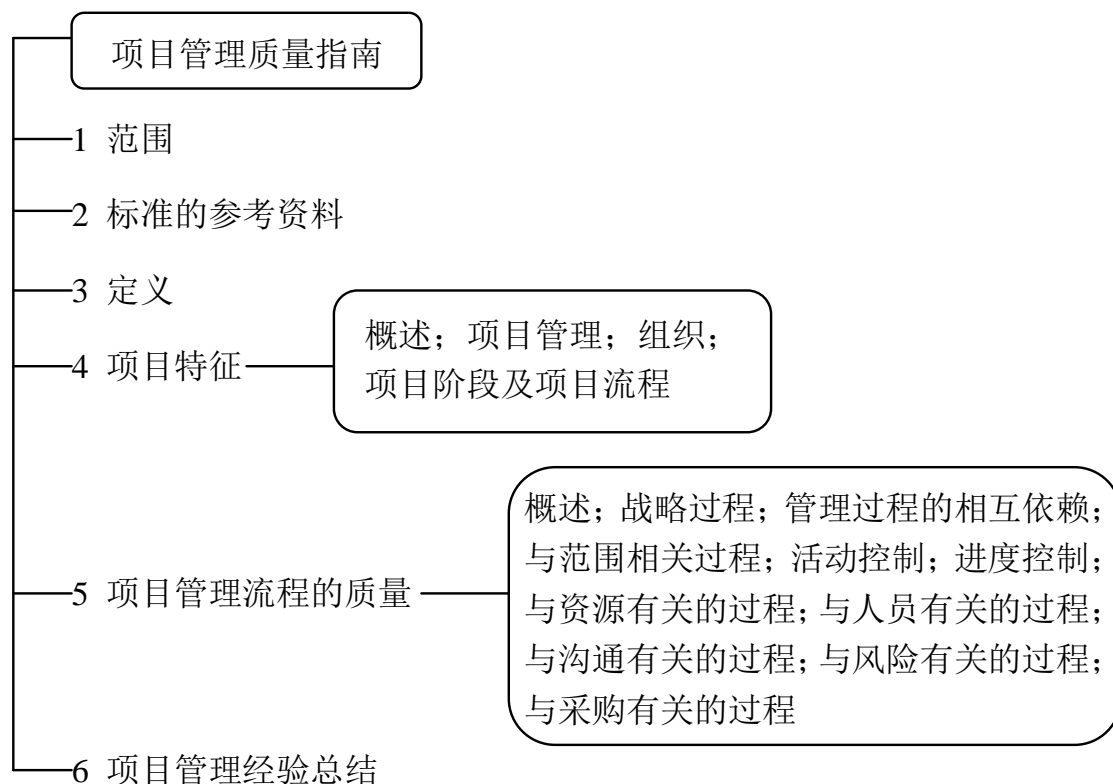 项目管理质量指南
1 范围
2 标准的参考资料
3 定义
4 项目特征
概述；项目管理；组织；
项目阶段及项目流程
5 项目管理流程的质量
概述；战略过程；管理过程的相互依赖；
与范围相关过程；活动控制；进度控制；
与资源有关的过程；与人员有关的过程；
与沟通有关的过程；与风险有关的过程；
与采购有关的过程
6 项目管理经验总结